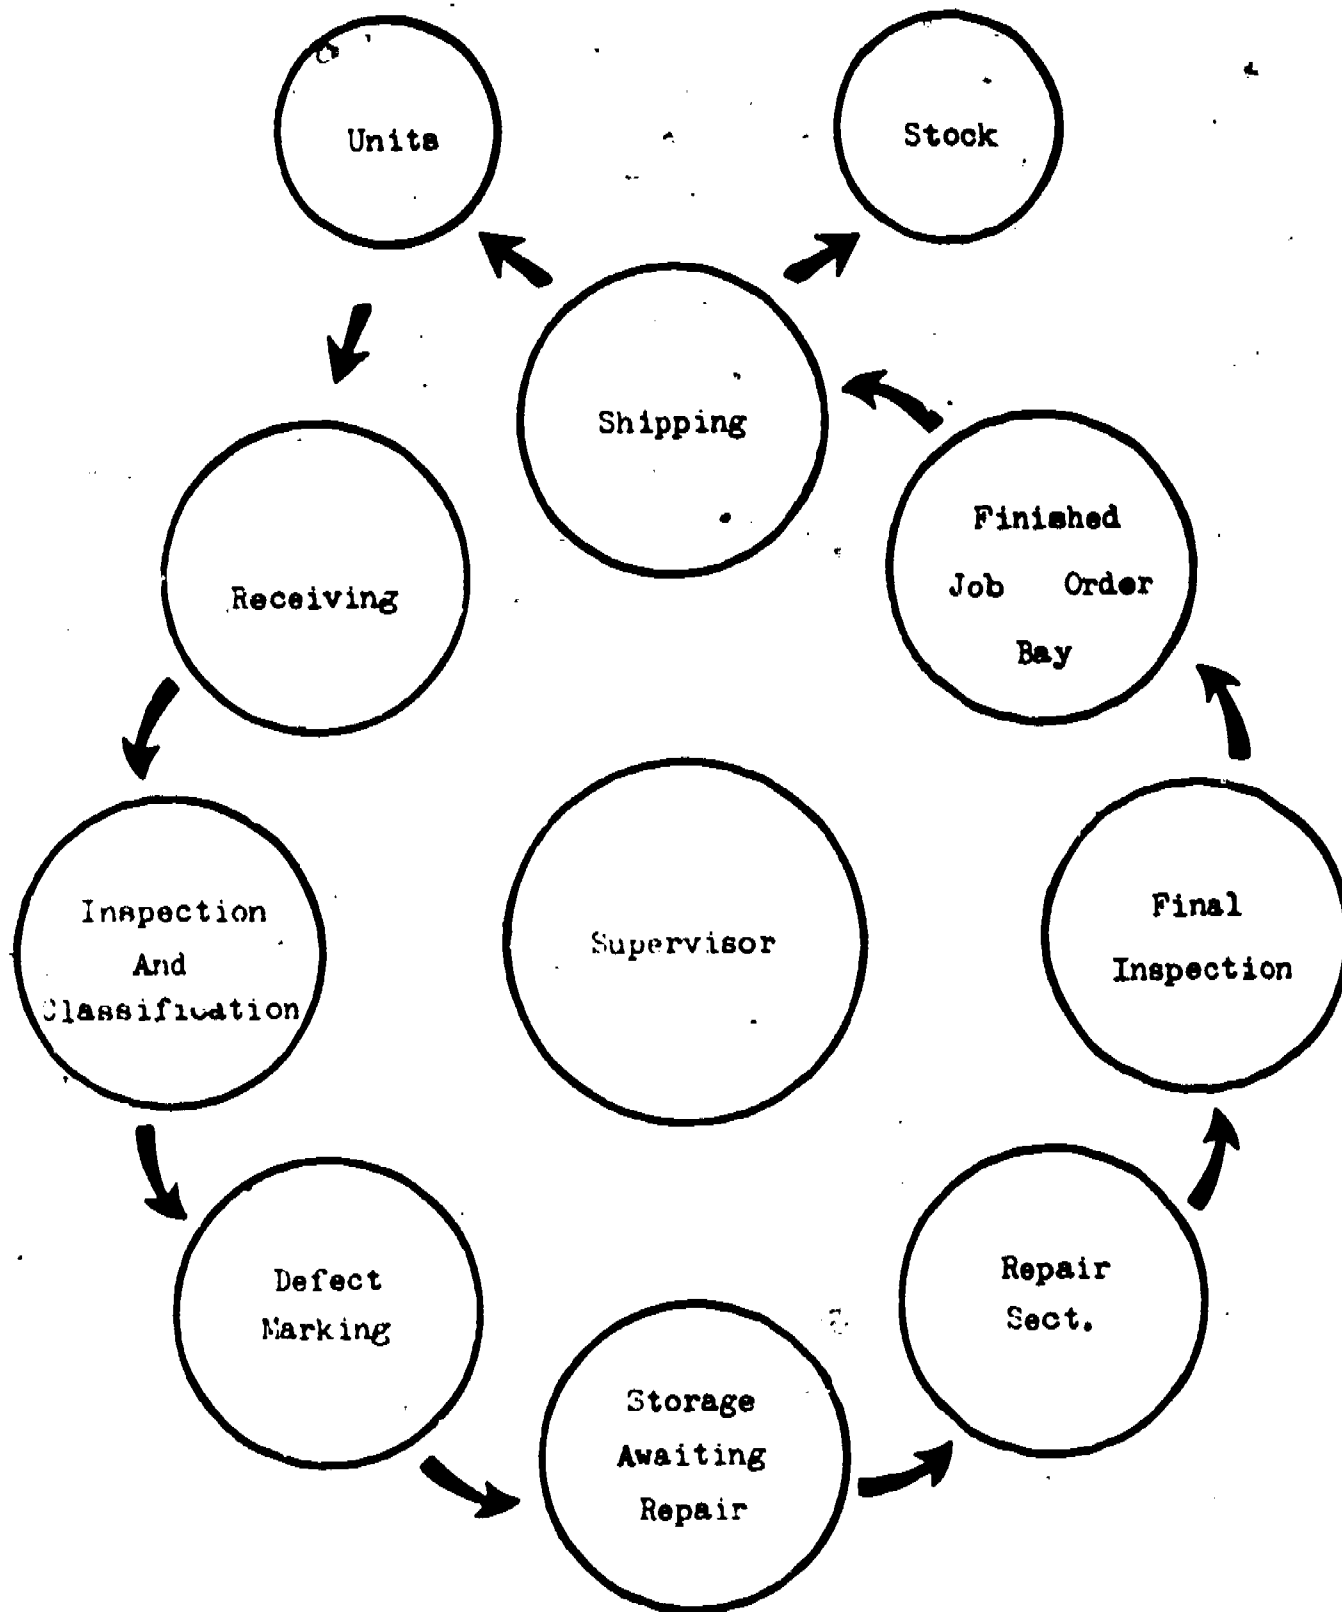 Units
Stock
Shipping
Receiving
Finished
Job Order
Bay
Inspection
And
Classification
Supervisor
Final
Inspection
Defect
Marking
Repair
Sect.
Storage
Awaiting
Repair